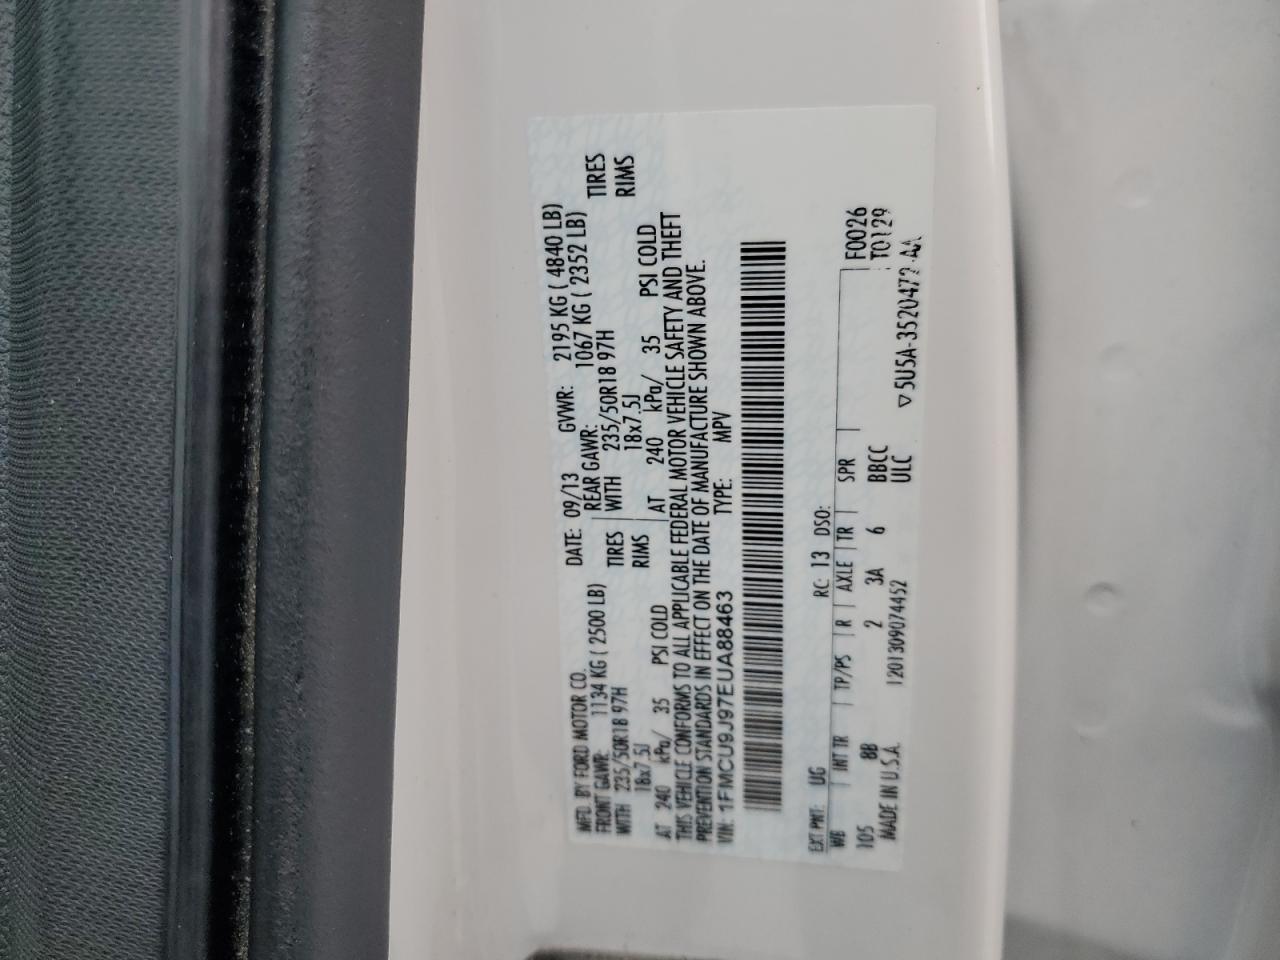 MFD. BY FORD MOTOR CO.
DATE: 09/13 GVWR: 2195 KG ( 4840 LB)
FRONT GAWR: 1134 KG ( 2500 LB) REAR GAWR: 1067 KG ( 2352 LB)
WITH 235/50R18 97H TIRES WITH 235/50R18 97H TIRES
18x7.5J RIMS 18x7.5J RIMS
AT 240 kPa/ 35 PSI COLD AT 240 kPa/ 35 PSI COLD
THIS VEHICLE CONFORMS TO ALL APPLICABLE FEDERAL MOTOR VEHICLE SAFETY AND THEFT
PREVENTION STANDARDS IN EFFECT ON THE DATE OF MANUFACTURE SHOWN ABOVE.
VIN: 1FMCU9J97EUA88463 TYPE: MPV
EXT PNT: UG RC: 13 DSO: F0026
WB INT TR TP/PS R AXLE TR SPR T0129
105 8B 2 3A 6 BBCC
MADE IN U.S.A. 1201309074452 ULC ▽5U5A-3520472-AA